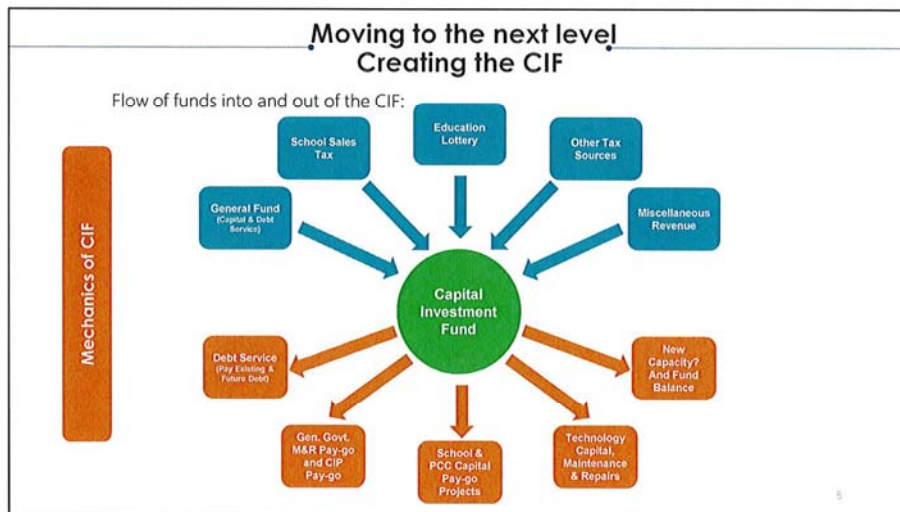 Moving to the next level
Creating the CIF
Flow of funds into and out of the CIF:
Mechanics of CIF
General Fund
(Capital & Debt
Service)
School Sales
Tax
Education
Lottery
Other Tax
Sources
Miscellaneous
Revenue
Capital
Investment
Fund
Debt Service
(Pay Existing &
Future Debt)
Gen. Govt.
M&R Pay-go
and CIP
Pay-go
School &
PCC Capital
Pay-go
Projects
Technology
Capital,
Maintenance
& Repairs
New
Capacity?
And Fund
Balance
5